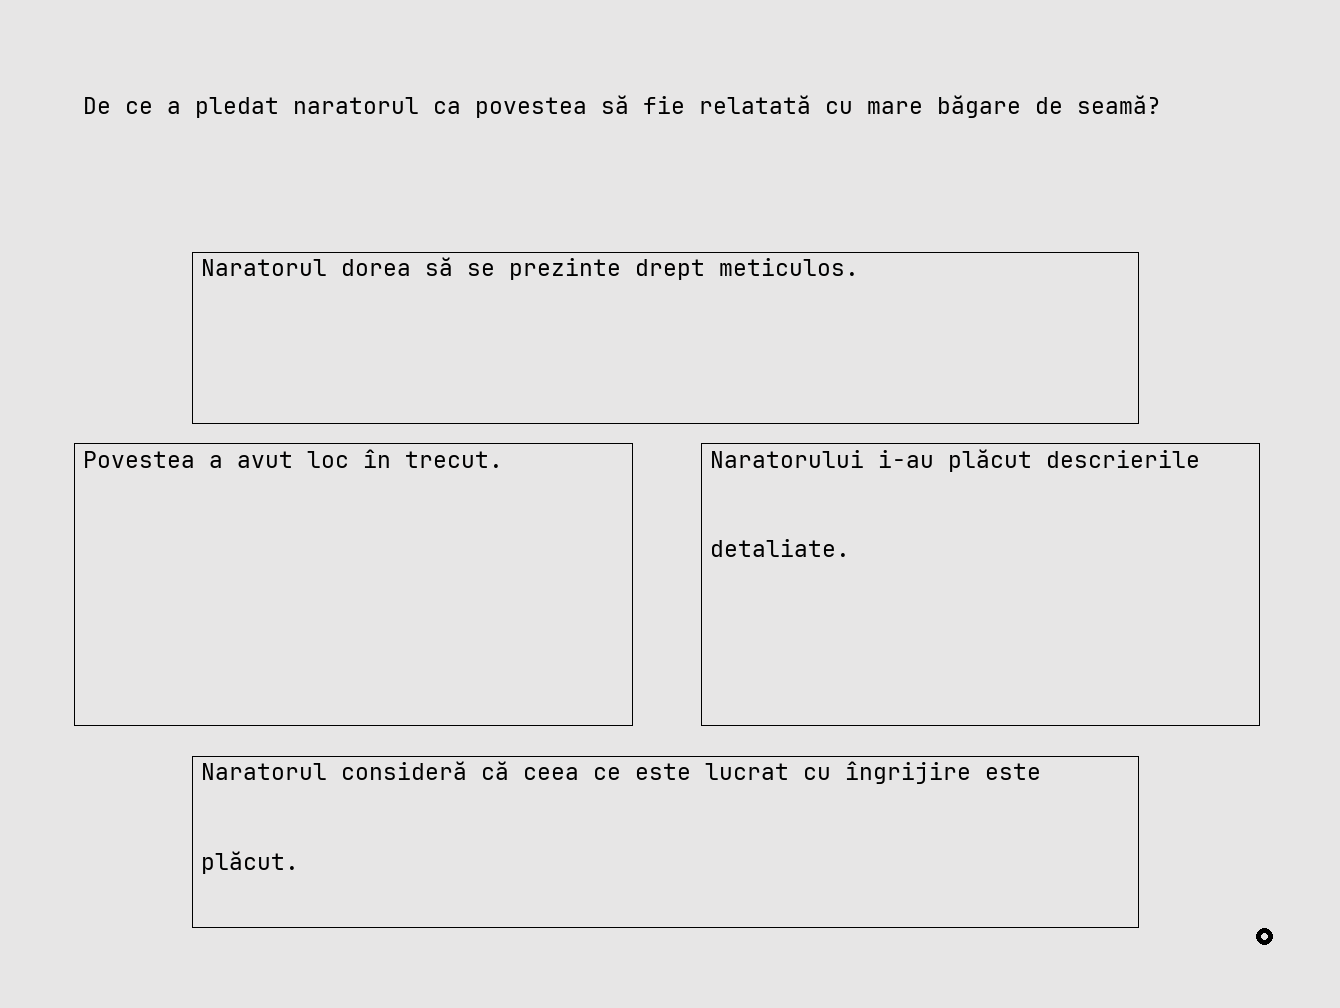 De ce a pledat naratorul ca povestea să fie relatată cu mare băgare de seamă?
Naratorul dorea să se prezinte drept meticulos.
Povestea a avut loc în trecut.
Naratorului i-au plăcut descrierile
detaliate.
Naratorul consideră că ceea ce este lucrat cu îngrijire este
plăcut.